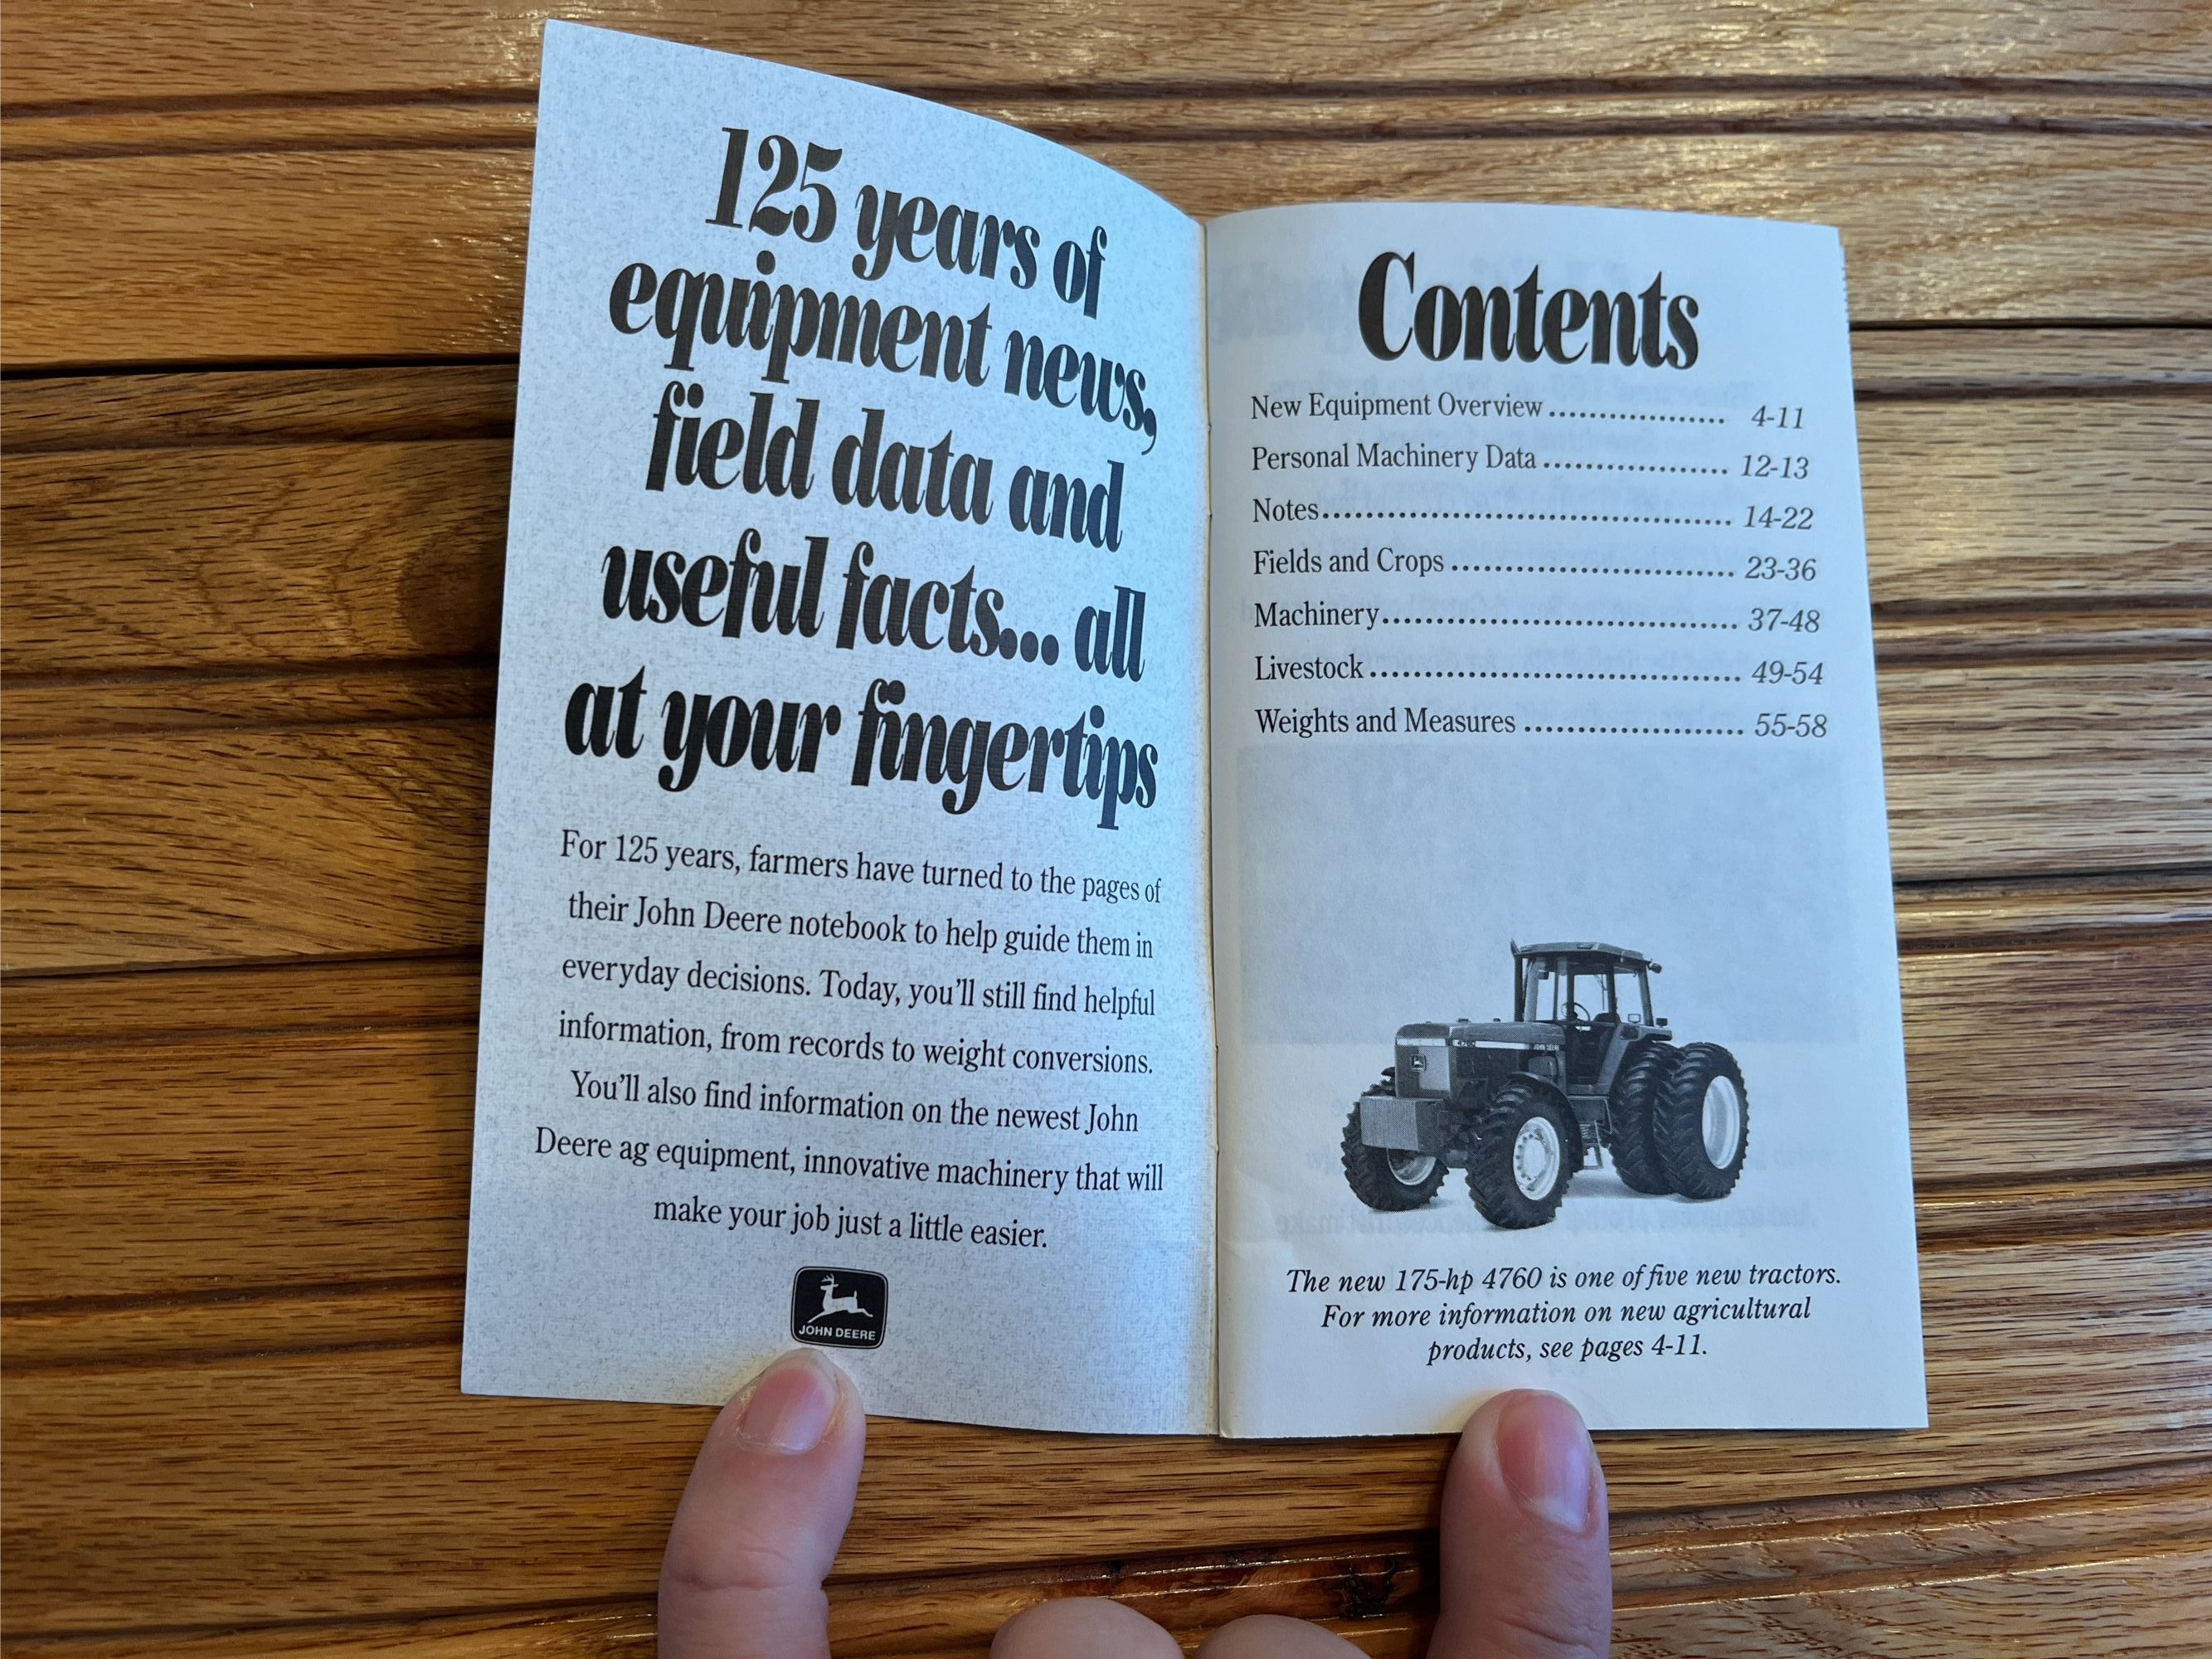 125 years of
equipment news,
field data and
useful facts... all
at your fingertips
For 125 years, farmers have turned to the pages of
their John Deere notebook to help guide them in
everyday decisions. Today, you'll still find helpful
information, from records to weight conversions.
You'll also find information on the newest John
Deere ag equipment, innovative machinery that will
make your job just a little easier.
JOHN DEERE
Contents
New Equipment Overview ................. 4-11
Personal Machinery Data .................. 12-13
Notes....................................... 14-22
Fields and Crops ........................... 23-36
Machinery.................................. 37-48
Livestock ................................... 49-54
Weights and Measures ..................... 55-58
4760 JOHN DEERE
The new 175-hp 4760 is one of five new tractors.
For more information on new agricultural
products, see pages 4-11.